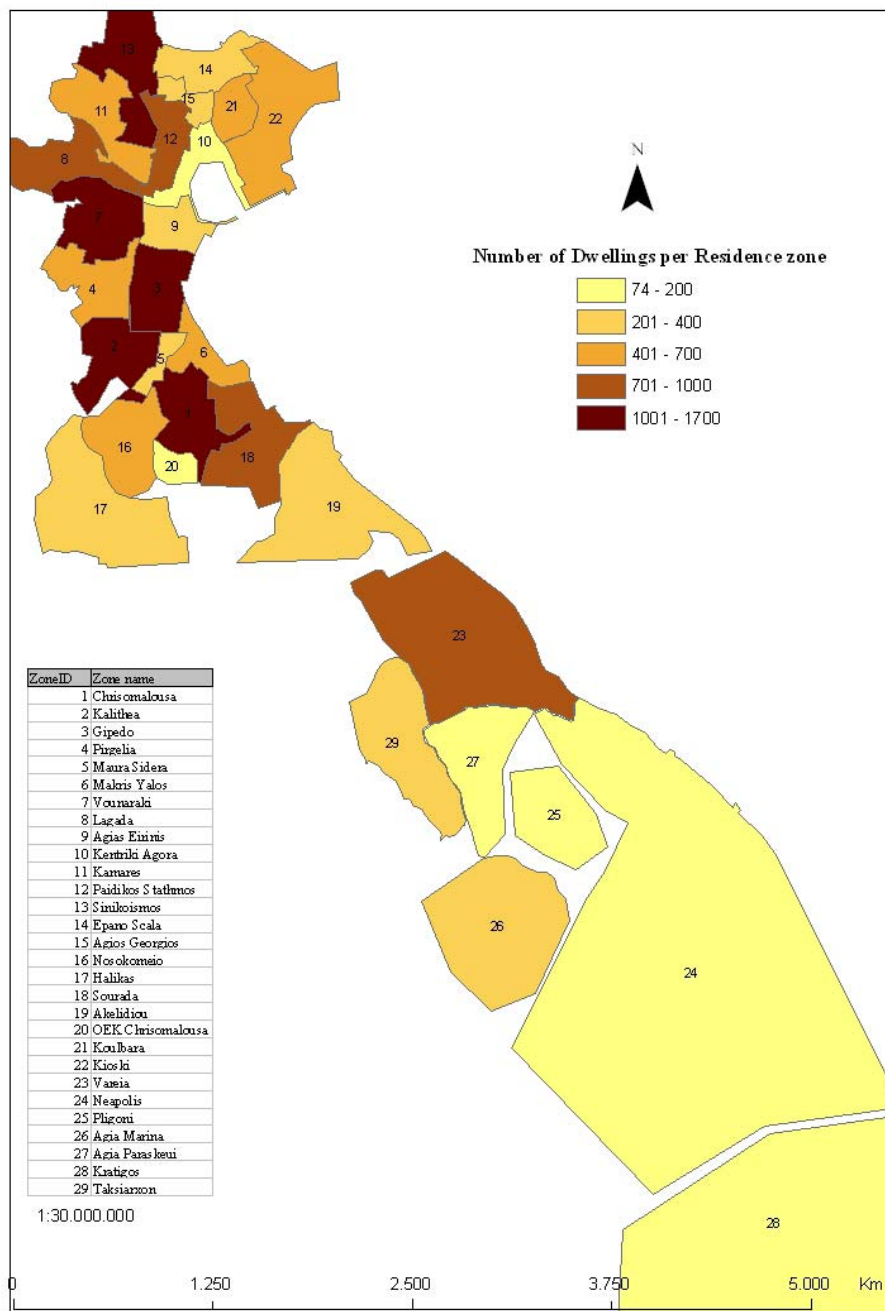 13
14
15
11
21
22
12
10
8
7
9
4
3
2
5
6
1
16
20
18
17
19
N
Number of Dwellings per Residence zone
74 - 200
201 - 400
401 - 700
701 - 1000
1001 - 1700
23
29
27
25
26
24
28
ZoneID Zone name
1 Chrisomalousa
2 Kalithea
3 Gipedo
4 Pirgelia
5 Maura Sidera
6 Makris Yalos
7 Vounaraki
8 Lagada
9 Agias Eirinis
10 Kentriki Agora
11 Kamares
12 Paidikos Stathmos
13 Sinikoismos
14 Epano Scala
15 Agios Georgios
16 Nosokomeio
17 Halikas
18 Sourada
19 Akelidiou
20 OEK Chrisomalousa
21 Koulbara
22 Kioski
23 Vareia
24 Neapolis
25 Pligoni
26 Agia Marina
27 Agia Paraskeui
28 Kratigos
29 Taksiarxon
1:30.000.000
0 1.250 2.500 3.750 5.000 Km